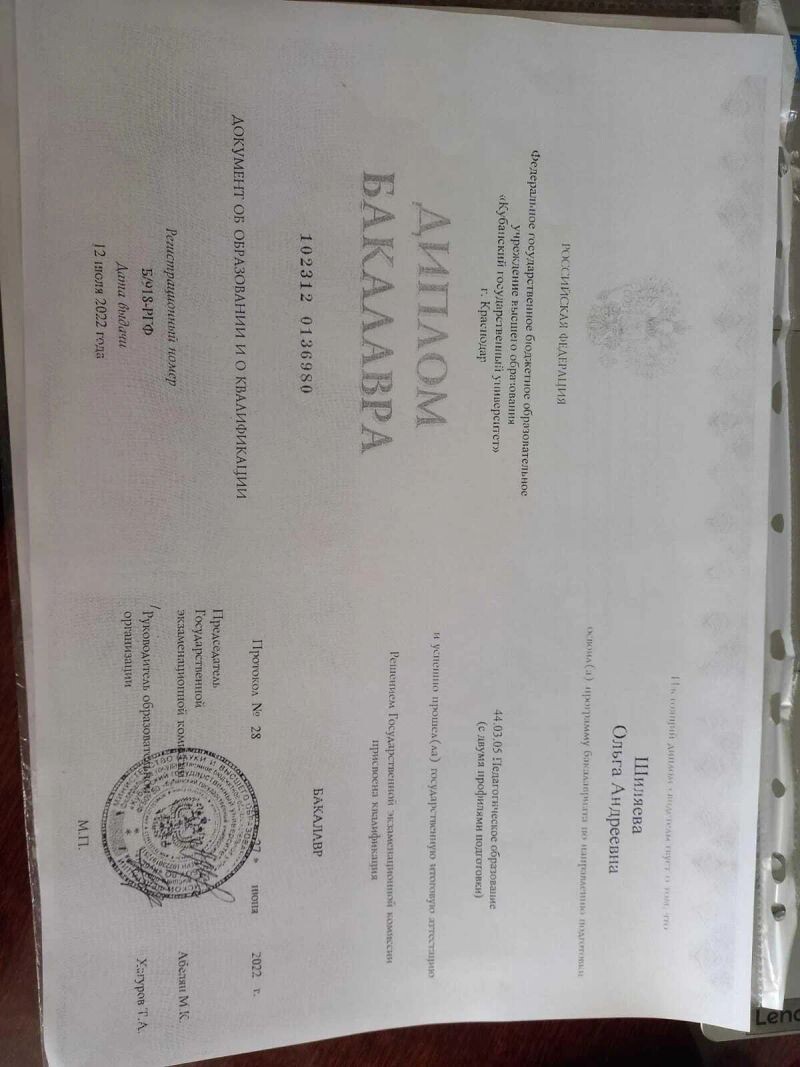 РОССИЙСКАЯ ФЕДЕРАЦИЯ
Федеральное государственное бюджетное образовательное
учреждение высшего образования
«Кубанский государственный университет»
г. Краснодар
ДИПЛОМ
БАКАЛАВРА
102312 0136980
ДОКУМЕНТ ОБ ОБРАЗОВАНИИ И О КВАЛИФИКАЦИИ
Регистрационный номер
Б/918-РГФ
Дата выдачи
12 июля 2022 года
Настоящий диплом свидетельствует о том, что
Шиляева
Ольга Андреевна
освоил(а) программу бакалавриата по направлению подготовки
44.03.05 Педагогическое образование
(с двумя профилями подготовки)
и успешно прошел(ла) государственную итоговую аттестацию
Решением Государственной экзаменационной комиссии
присвоена квалификация
БАКАЛАВР
Протокол № 28
июня 2022 г.
Председатель
Государственной
экзаменационной
Абелян М.К.
Руководитель
организации
Хагуров Т.А.
М.П.